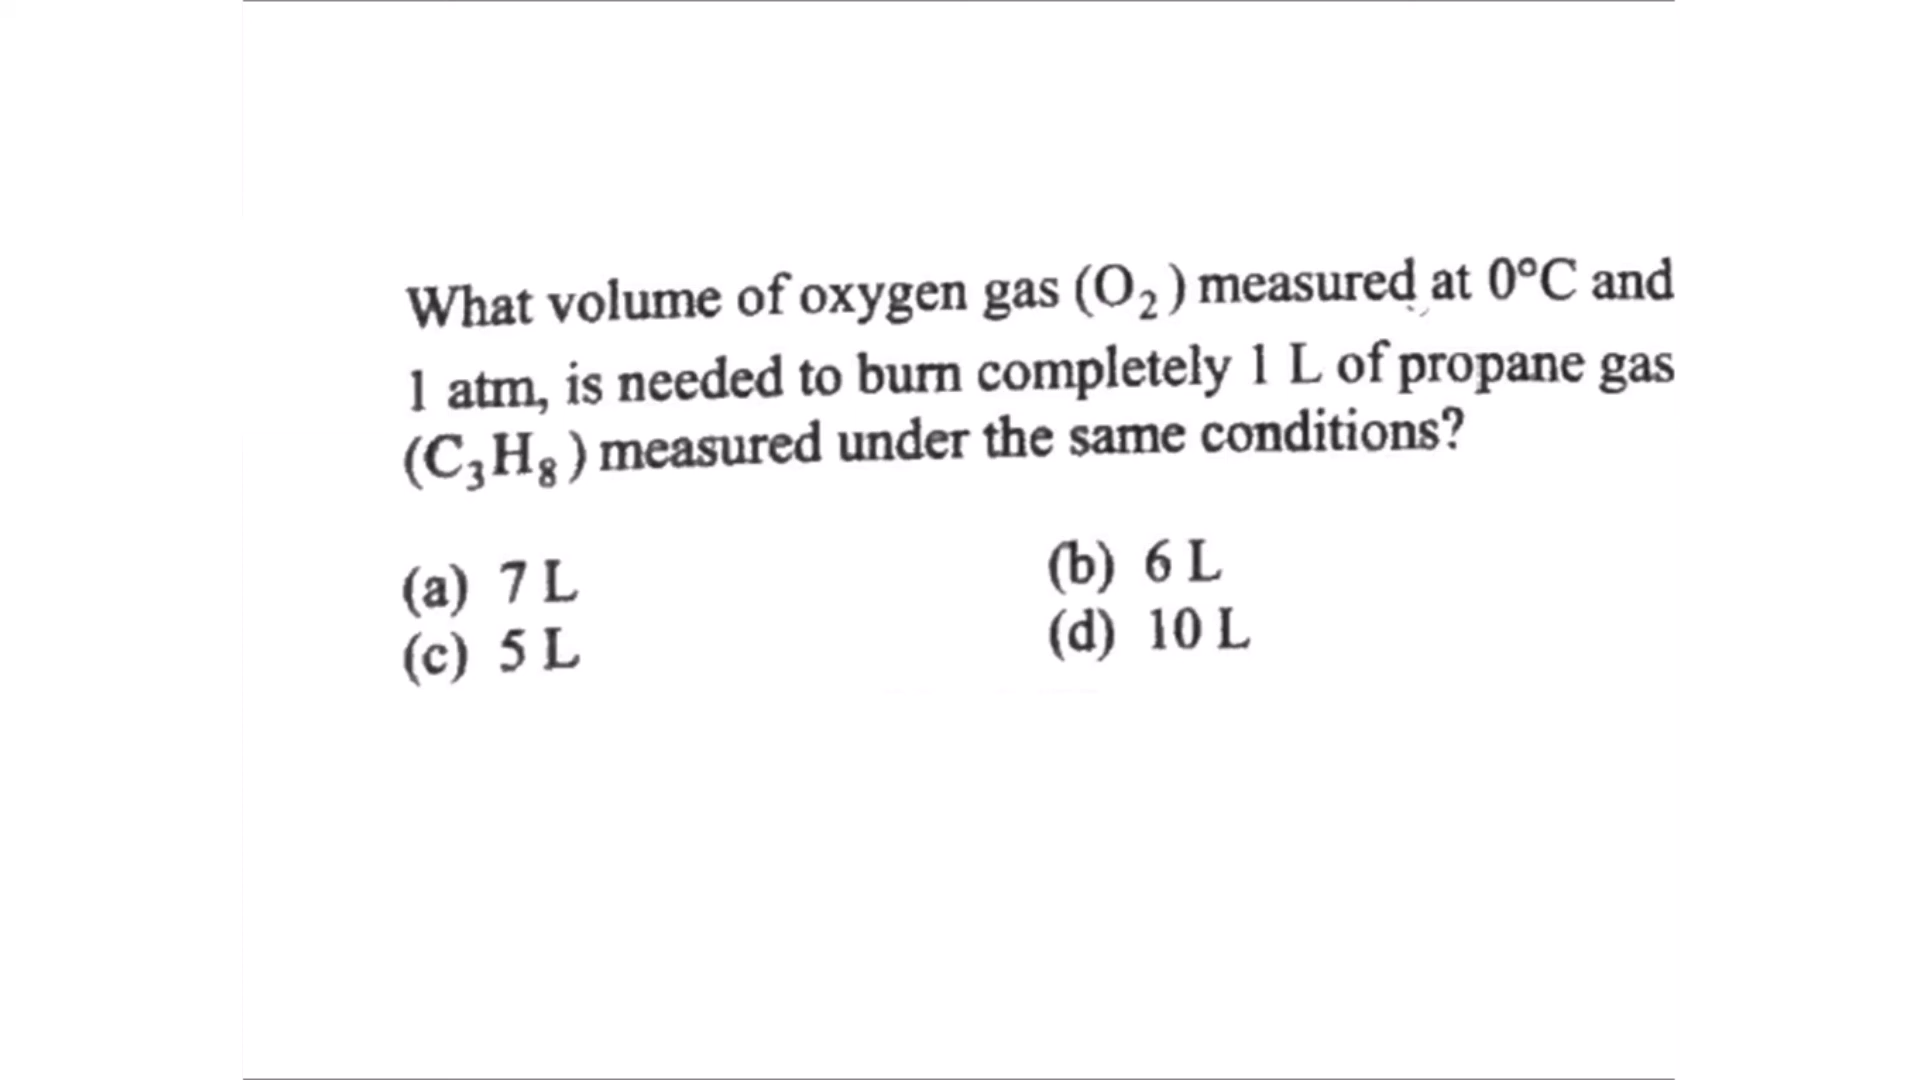 What volume of oxygen gas (O₂) measured at 0°C and
1 atm, is needed to burn completely 1 L of propane gas
(C₃H₈) measured under the same conditions?
(a) 7 L (b) 6 L
(c) 5 L (d) 10 L